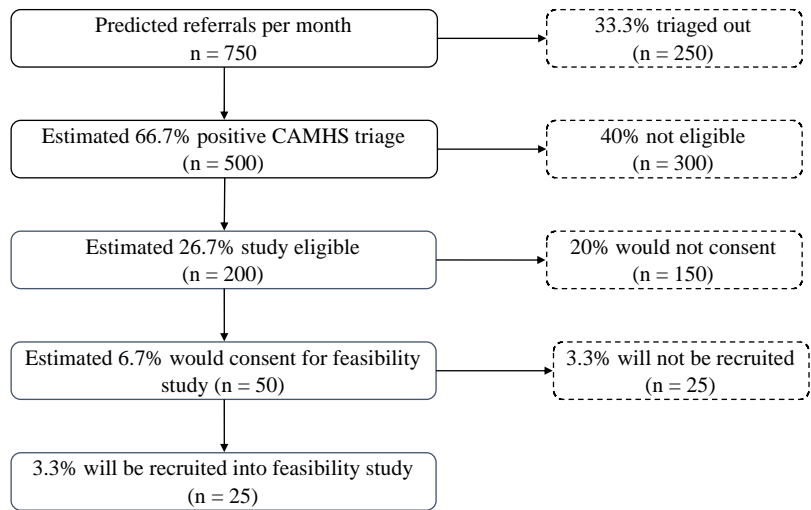 Predicted referrals per month
n = 750
33.3% triaged out
(n = 250)
Estimated 66.7% positive CAMHS triage
(n = 500)
40% not eligible
(n = 300)
Estimated 26.7% study eligible
(n = 200)
20% would not consent
(n = 150)
Estimated 6.7% would consent for feasibility
study (n = 50)
3.3% will not be recruited
(n = 25)
3.3% will be recruited into feasibility study
(n = 25)